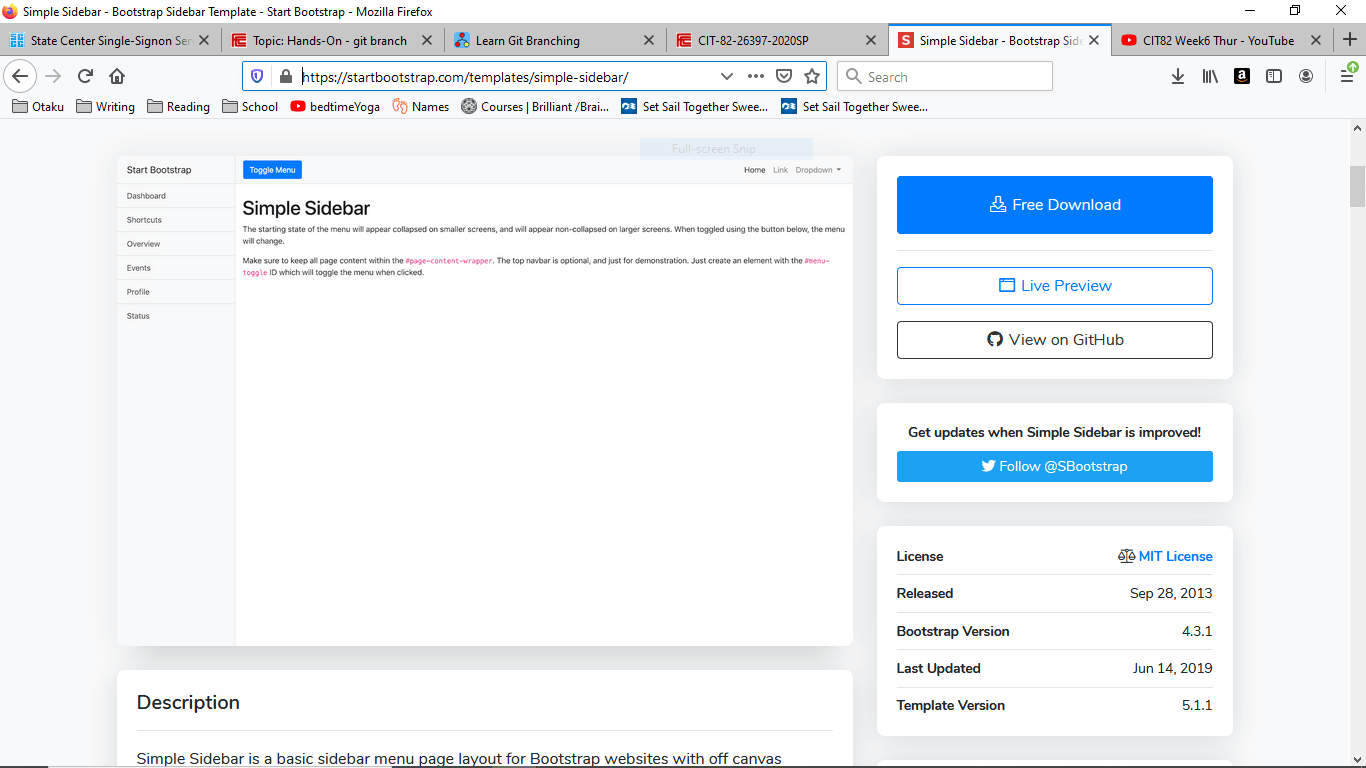 Simple Sidebar - Bootstrap Sidebar Template - Start Bootstrap - Mozilla Firefox
State Center Single-Signon Ser
Topic: Hands-On - git branch
Learn Git Branching
CIT-82-26397-2020SP
Simple Sidebar - Bootstrap Side
CIT82 Week6 Thur - YouTube
https://startbootstrap.com/templates/simple-sidebar/
Search
Otaku
Writing
Reading
School
bedtimeYoga
Names
Courses | Brilliant /Brai...
Set Sail Together Swee...
Set Sail Together Swee...
Full-screen Snip
Start Bootstrap
Toggle Menu
Home
Link
Dropdown
Dashboard
Shortcuts
Overview
Events
Profile
Status
Simple Sidebar
The starting state of the menu will appear collapsed on smaller screens, and will appear non-collapsed on larger screens. When toggled using the button below, the menu
will change.
Make sure to keep all page content within the #page-content-wrapper. The top navbar is optional, and just for demonstration. Just create an element with the #menu-
toggle ID which will toggle the menu when clicked.
Free Download
Live Preview
View on GitHub
Get updates when Simple Sidebar is improved!
Follow @SBootstrap
License MIT License
Released Sep 28, 2013
Bootstrap Version 4.3.1
Last Updated Jun 14, 2019
Template Version 5.1.1
Description
Simple Sidebar is a basic sidebar menu page layout for Bootstrap websites with off canvas